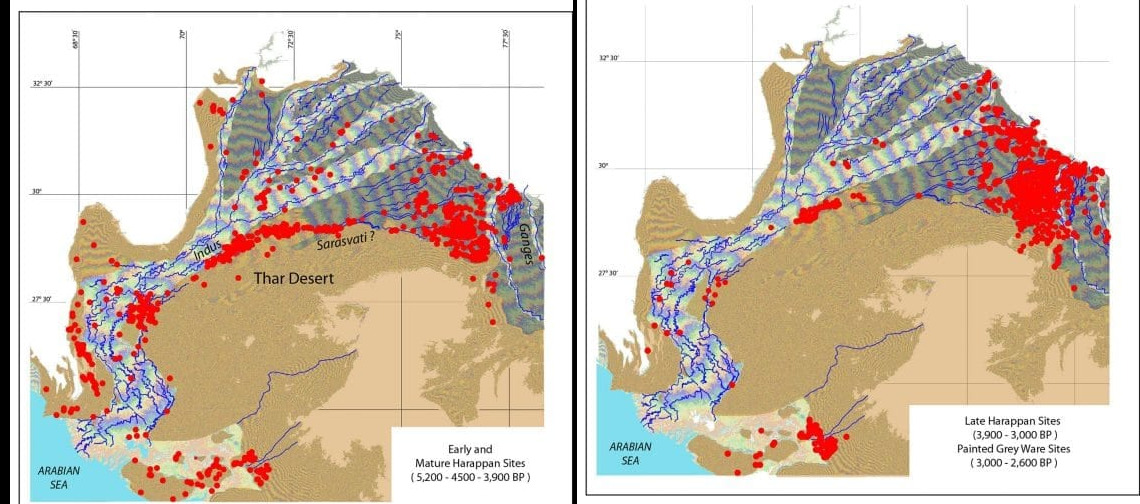 68° 30'
70°
72° 30'
75°
77° 30'
32° 30'
30°
27° 30'
Indus
Sarasvati ?
Ganges
Thar Desert
ARABIAN
SEA
Early and
Mature Harappan Sites
( 5,200 - 4500 - 3,900 BP )
32° 30'
30°
27° 30'
ARABIAN
SEA
Late Harappan Sites
(3,900 - 3,000 BP )
Painted Grey Ware Sites
( 3,000 - 2,600 BP )